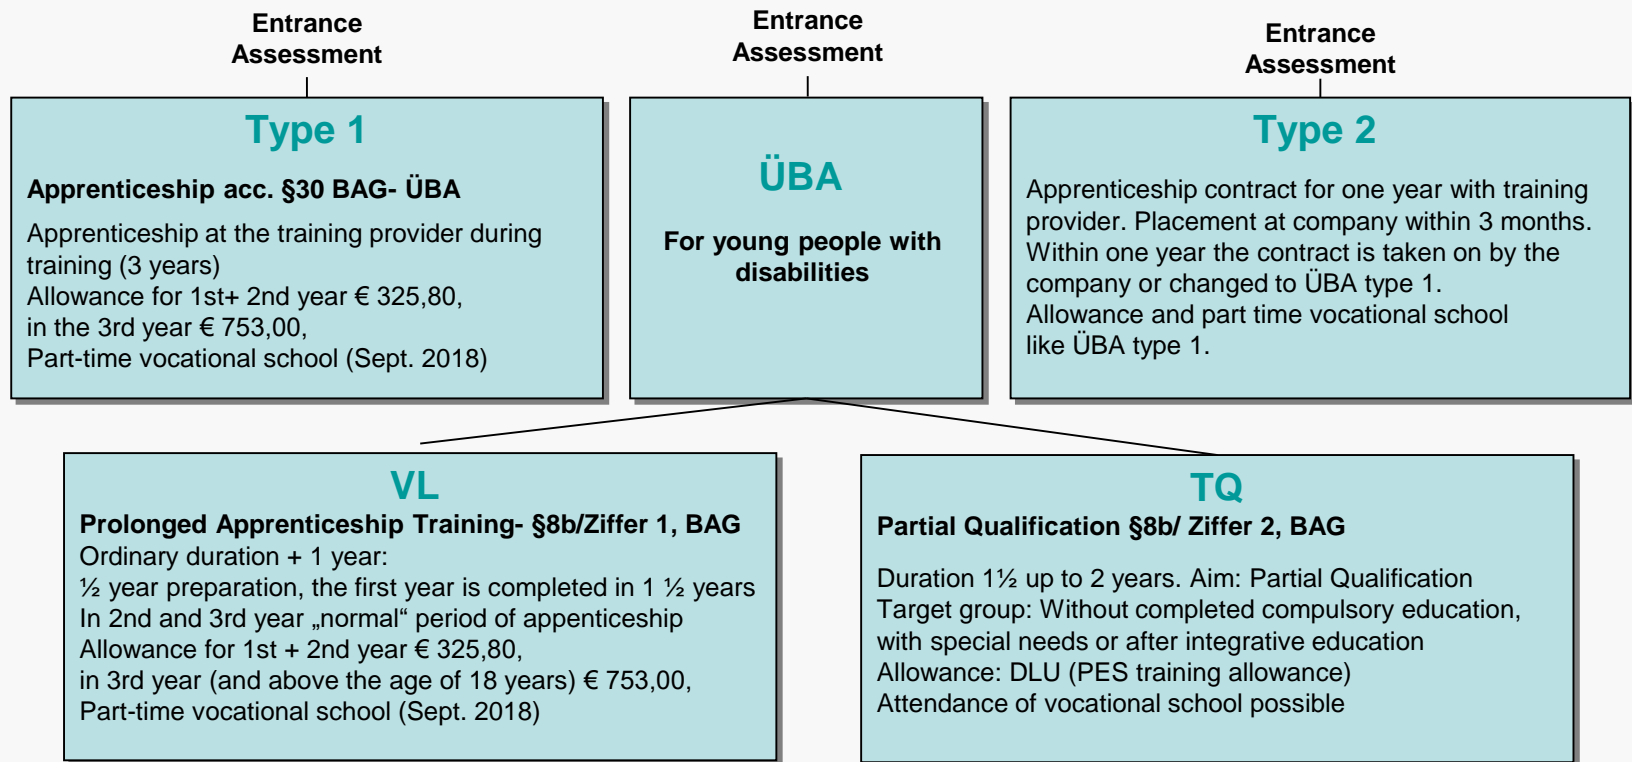 Entrance
Assessment
Entrance
Assessment
Entrance
Assessment
Type 1
Apprenticeship acc. §30 BAG- ÜBA
Apprenticeship at the training provider during
training (3 years)
Allowance for 1st+ 2nd year € 325,80,
in the 3rd year € 753,00,
Part-time vocational school (Sept. 2018)
ÜBA
For young people with
disabilities
Type 2
Apprenticeship contract for one year with training
provider. Placement at company within 3 months.
Within one year the contract is taken on by the
company or changed to ÜBA type 1.
Allowance and part time vocational school
like ÜBA type 1.
VL
Prolonged Apprenticeship Training- §8b/Ziffer 1, BAG
Ordinary duration + 1 year:
½ year preparation, the first year is completed in 1 ½ years
In 2nd and 3rd year „normal“ period of appenticeship
Allowance for 1st + 2nd year € 325,80,
in 3rd year (and above the age of 18 years) € 753,00,
Part-time vocational school (Sept. 2018)
TQ
Partial Qualification §8b/ Ziffer 2, BAG
Duration 1½ up to 2 years. Aim: Partial Qualification
Target group: Without completed compulsory education,
with special needs or after integrative education
Allowance: DLU (PES training allowance)
Attendance of vocational school possible